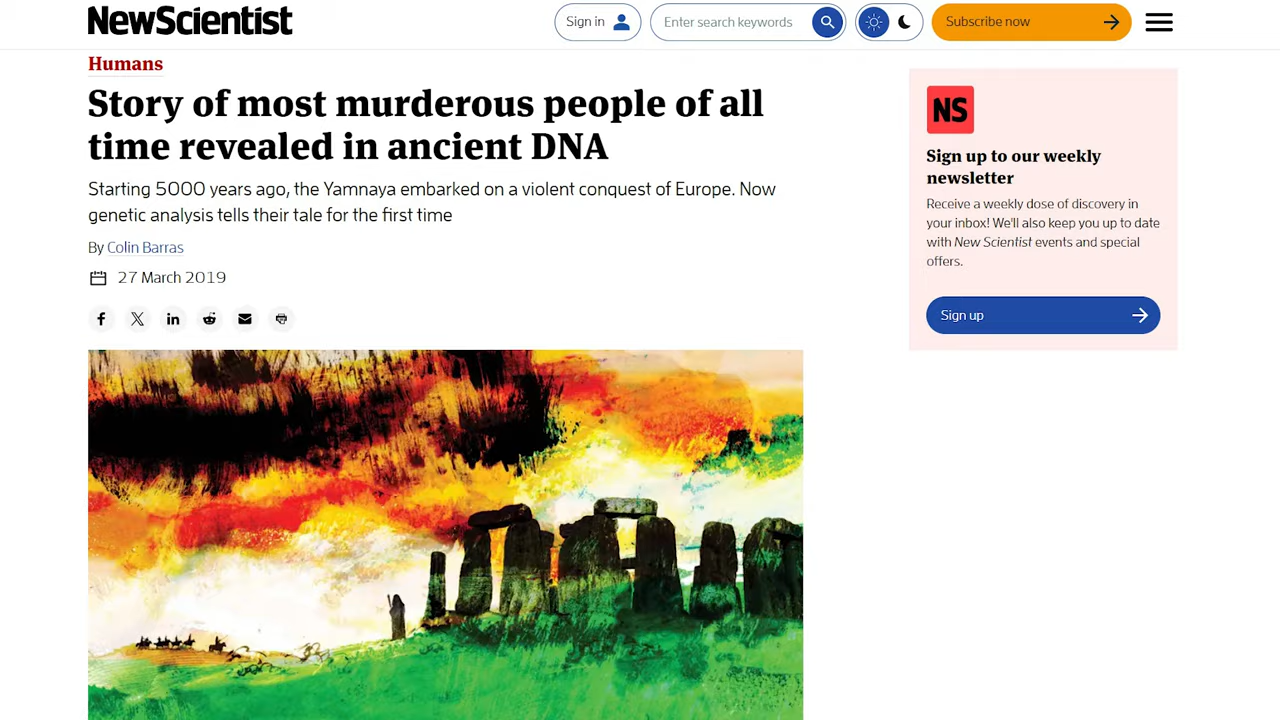 NewScientist
Sign in
Enter search keywords
Subscribe now
Humans
Story of most murderous people of all
time revealed in ancient DNA
Starting 5000 years ago, the Yamnaya embarked on a violent conquest of Europe. Now
genetic analysis tells their tale for the first time
By Colin Barras
27 March 2019
NS
Sign up to our weekly
newsletter
Receive a weekly dose of discovery in
your inbox! We'll also keep you up to date
with New Scientist events and special
offers.
Sign up